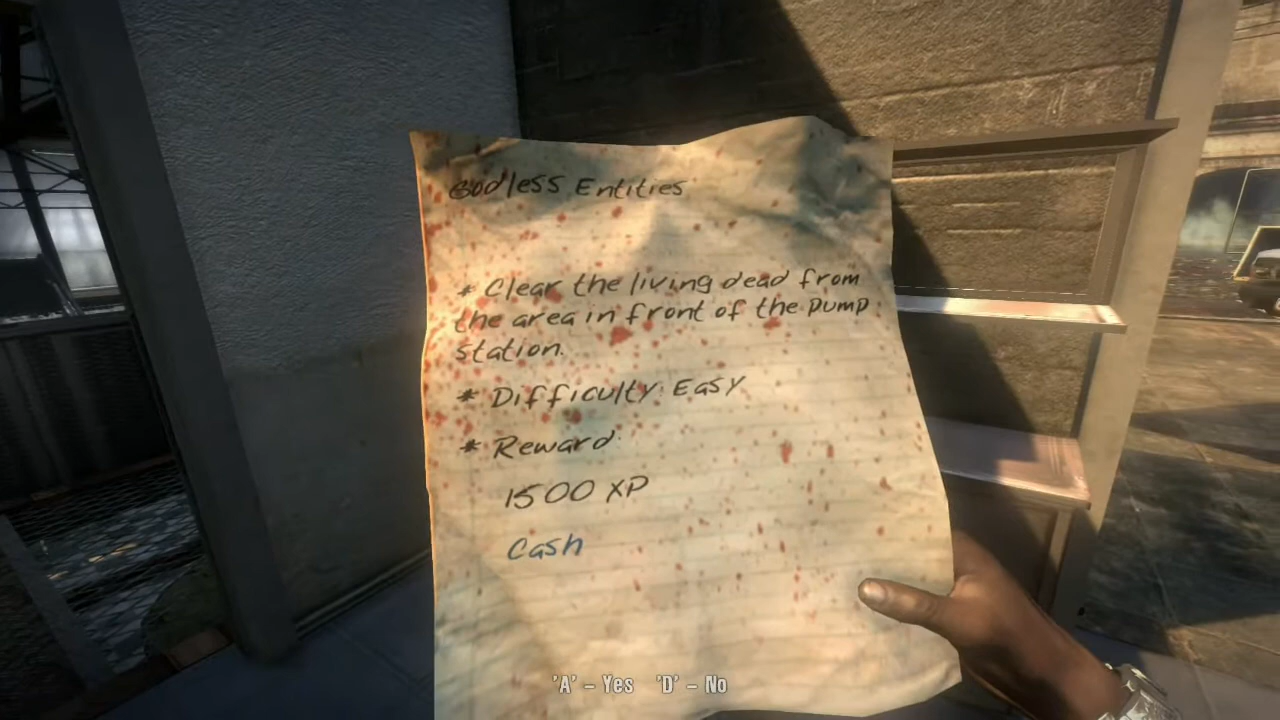 Godless Entities
* Clear the living dead from
the area in front of the pump
station.
* Difficulty: Easy
* Reward:
1500 XP
Cash
'A' – Yes 'D' – No